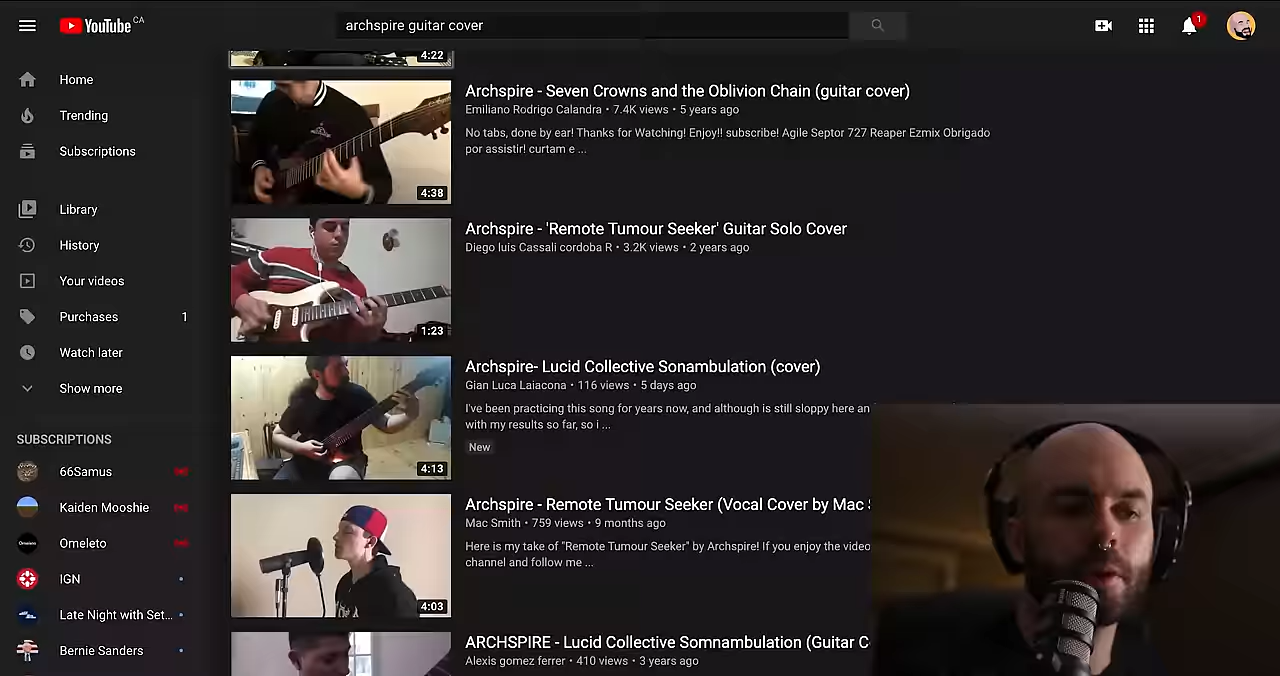 YouTube CA
archspire guitar cover
1
Home
Trending
Subscriptions
Library
History
Your videos
Purchases 1
Watch later
Show more
SUBSCRIPTIONS
66Samus
Kaiden Mooshie
Omeleto
IGN
Late Night with Set...
Bernie Sanders
4:22
Archspire - Seven Crowns and the Oblivion Chain (guitar cover)
Emiliano Rodrigo Calandra • 7.4K views • 5 years ago
No tabs, done by ear! Thanks for Watching! Enjoy!! subscribe! Agile Septor 727 Reaper Ezmix Obrigado
por assistir! curtam e ...
4:38
Archspire - 'Remote Tumour Seeker' Guitar Solo Cover
Diego luis Cassali cordoba R • 3.2K views • 2 years ago
1:23
Archspire- Lucid Collective Sonambulation (cover)
Gian Luca Laiacona • 116 views • 5 days ago
I've been practicing this song for years now, and although is still sloppy here an
with my results so far, so i ...
New
4:13
Archspire - Remote Tumour Seeker (Vocal Cover by Mac
Mac Smith • 759 views • 9 months ago
Here is my take of "Remote Tumour Seeker" by Archspire! If you enjoy the video
channel and follow me ...
4:03
ARCHSPIRE - Lucid Collective Somnambulation (Guitar C
Alexis gomez ferrer • 410 views • 3 years ago